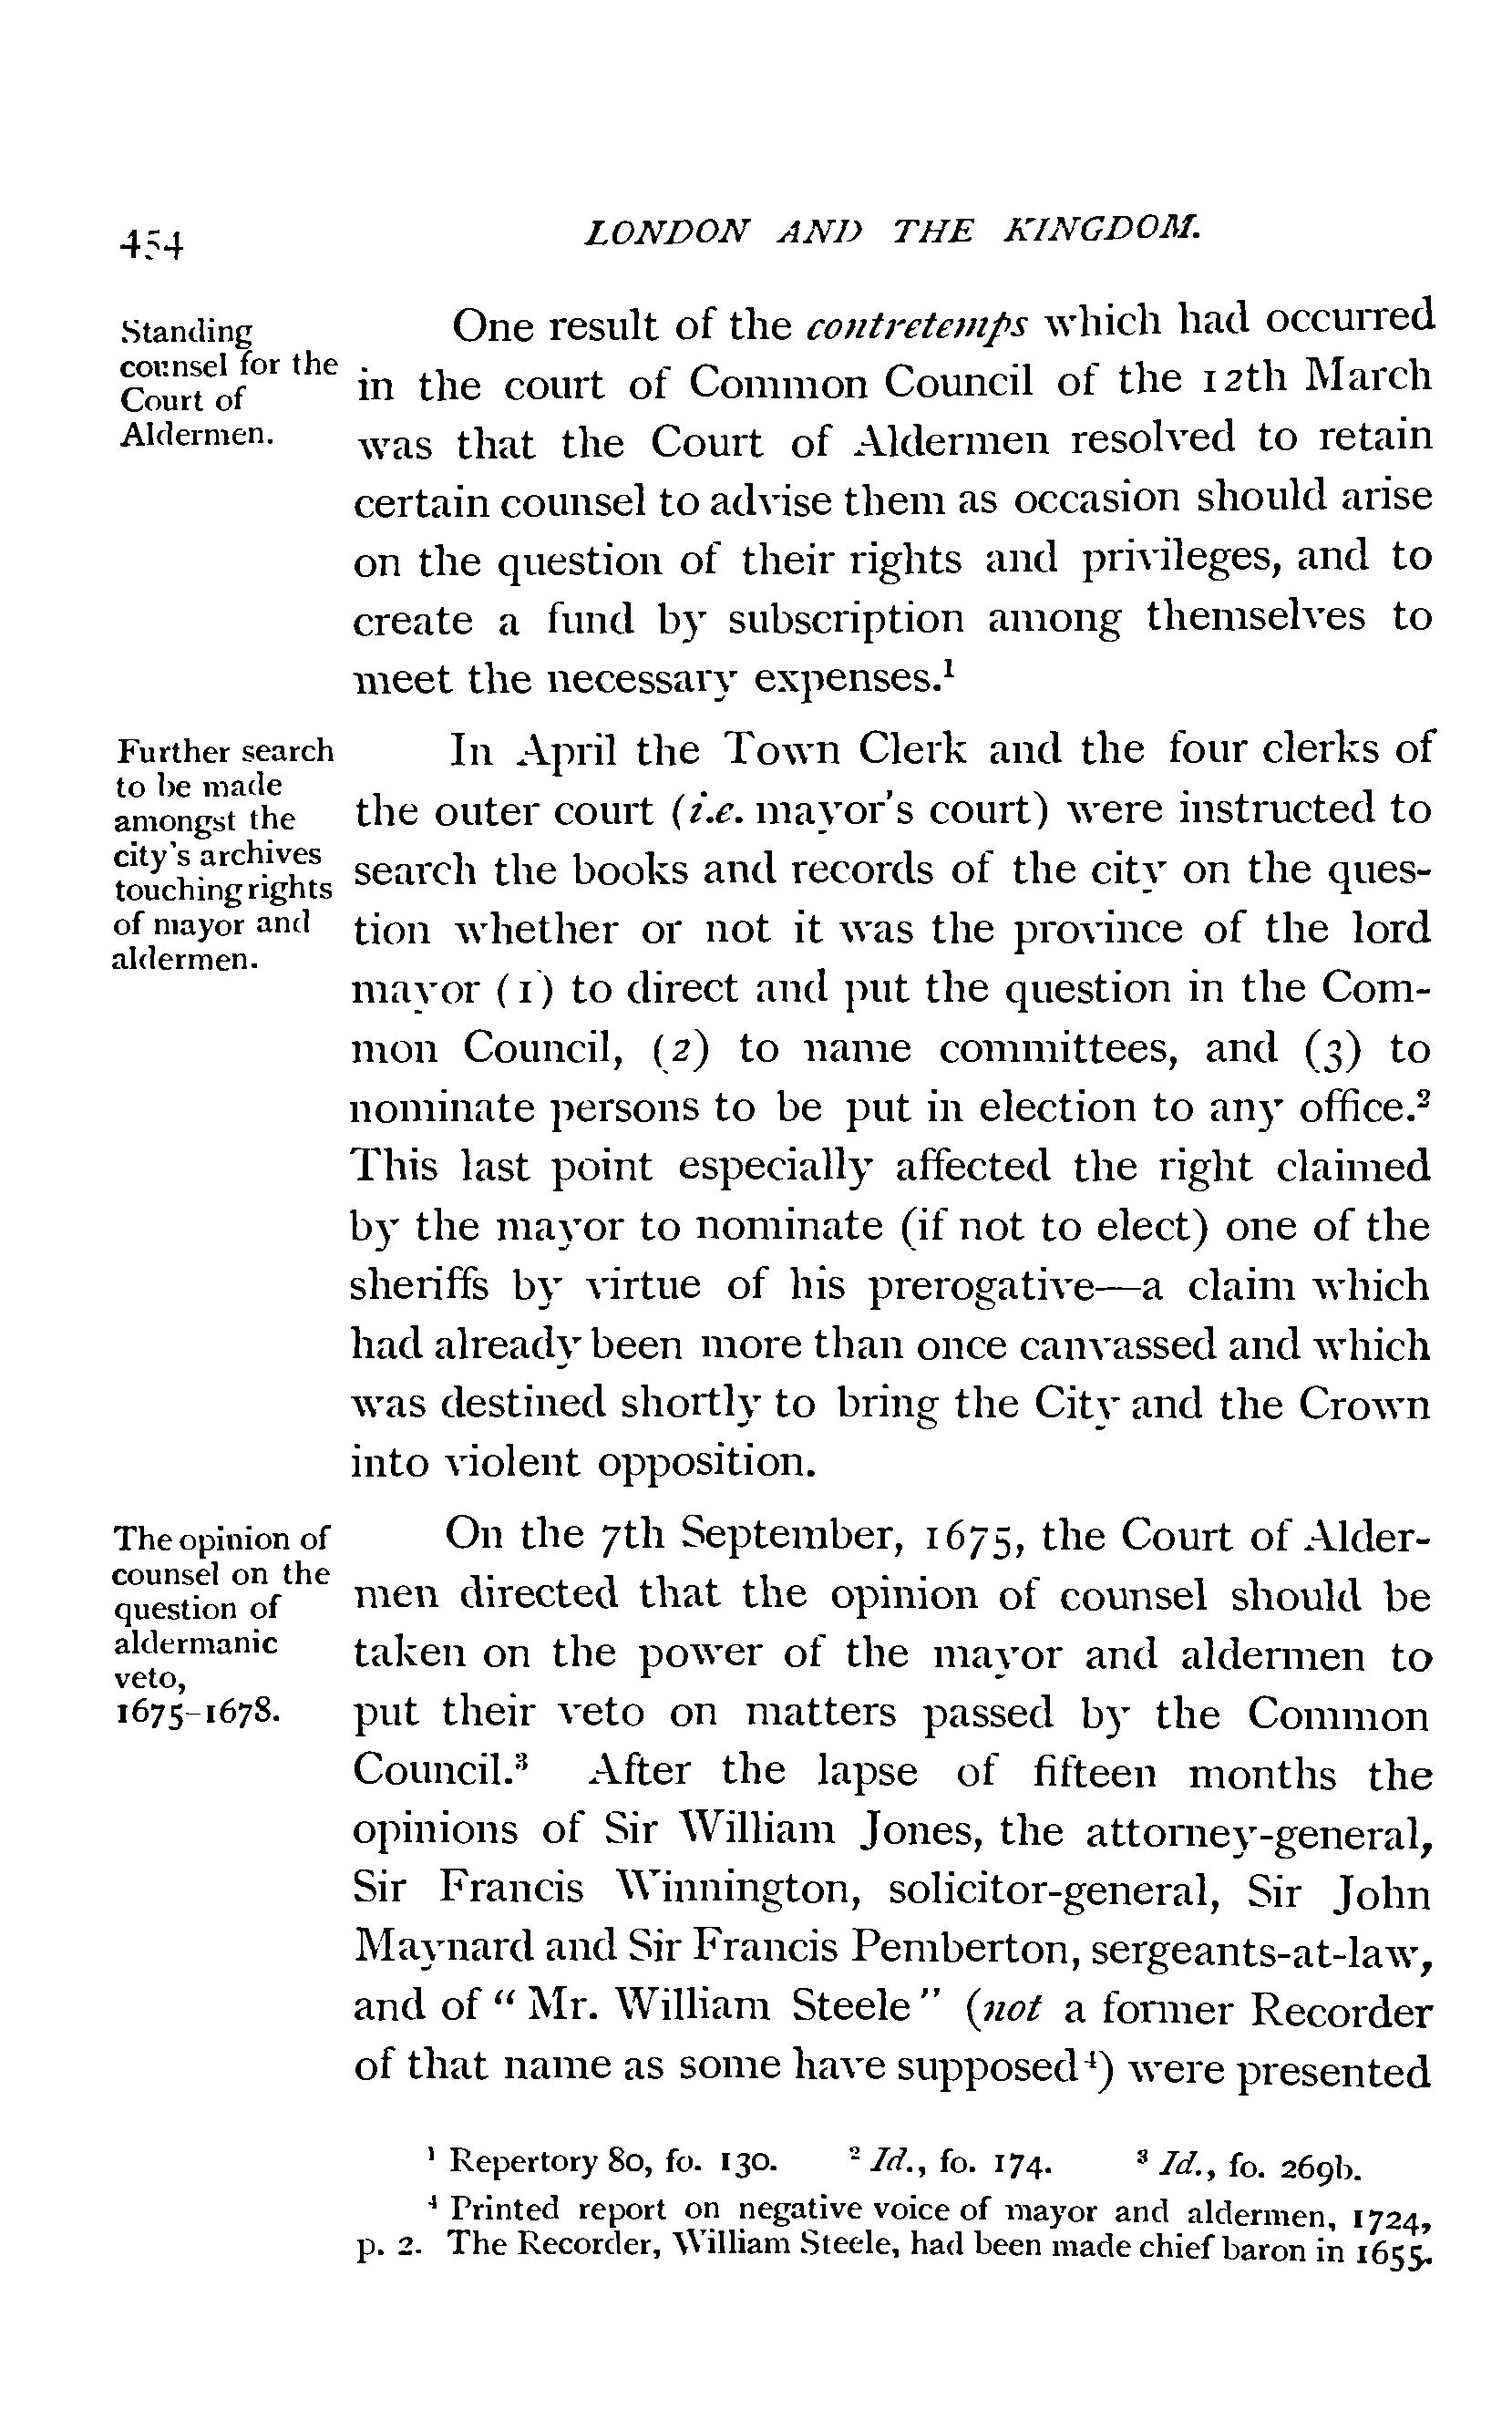 454
LONDON AND THE KINGDOM.
Standing
counsel for the
Court of
Aldermen.
One result of the contretemps which had occurred
in the court of Common Council of the 12th March
was that the Court of Aldermen resolved to retain
certain counsel to advise them as occasion should arise
on the question of their rights and privileges, and to
create a fund by subscription among themselves to
meet the necessary expenses.¹
Further search
to be made
amongst the
city's archives
touching rights
of mayor and
aldermen.
In April the Town Clerk and the four clerks of
the outer court (i.e. mayor's court) were instructed to
search the books and records of the city on the ques-
tion whether or not it was the province of the lord
mayor (1) to direct and put the question in the Com-
mon Council, (2) to name committees, and (3) to
nominate persons to be put in election to any office.²
This last point especially affected the right claimed
by the mayor to nominate (if not to elect) one of the
sheriffs by virtue of his prerogative—a claim which
had already been more than once canvassed and which
was destined shortly to bring the City and the Crown
into violent opposition.
The opinion of
counsel on the
question of
aldermanic
veto,
1675-1678.
On the 7th September, 1675, the Court of Alder-
men directed that the opinion of counsel should be
taken on the power of the mayor and aldermen to
put their veto on matters passed by the Common
Council.³ After the lapse of fifteen months the
opinions of Sir William Jones, the attorney-general,
Sir Francis Winnington, solicitor-general, Sir John
Maynard and Sir Francis Pemberton, sergeants-at-law,
and of "Mr. William Steele" (not a former Recorder
of that name as some have supposed⁴) were presented
¹ Repertory 80, fo. 130. ² Id., fo. 174. ³ Id., fo. 269b.
⁴ Printed report on negative voice of mayor and aldermen, 1724,
p. 2. The Recorder, William Steele, had been made chief baron in 1655.